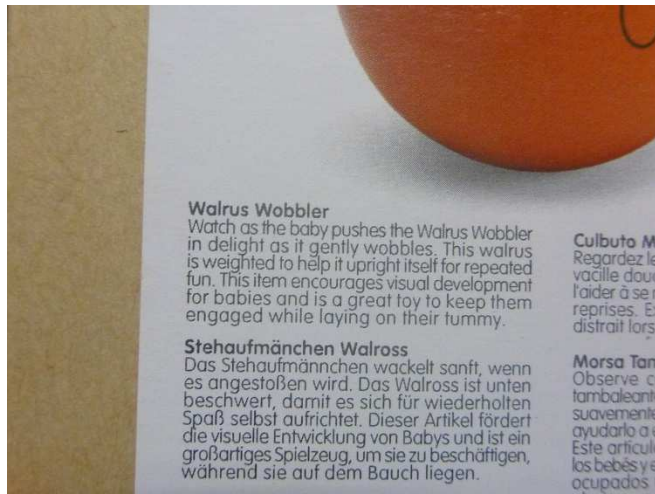 Walrus Wobbler
Watch as the baby pushes the Walrus Wobbler
in delight as it gently wobbles. This walrus
is weighted to help it upright itself for repeated
fun. This item encourages visual development
for babies and is a great toy to keep them
engaged while laying on their tummy.
Stehaufmänchen Walross
Das Stehaufmännchen wackelt sanft, wenn
es angestoßen wird. Das Walross ist unten
beschwert, damit es sich für wiederholten
Spaß selbst aufrichtet. Dieser Artikel fördert
die visuelle Entwicklung von Babys und ist ein
großartiges Spielzeug, um sie zu beschäftigen,
während sie auf dem Bauch liegen.
Culbuto
Regardez
vacille
l'aider à se
reprises.
distrait
Morsa
Observe
suavemente
ayudarlo a
Este
los bebés y
ocupados